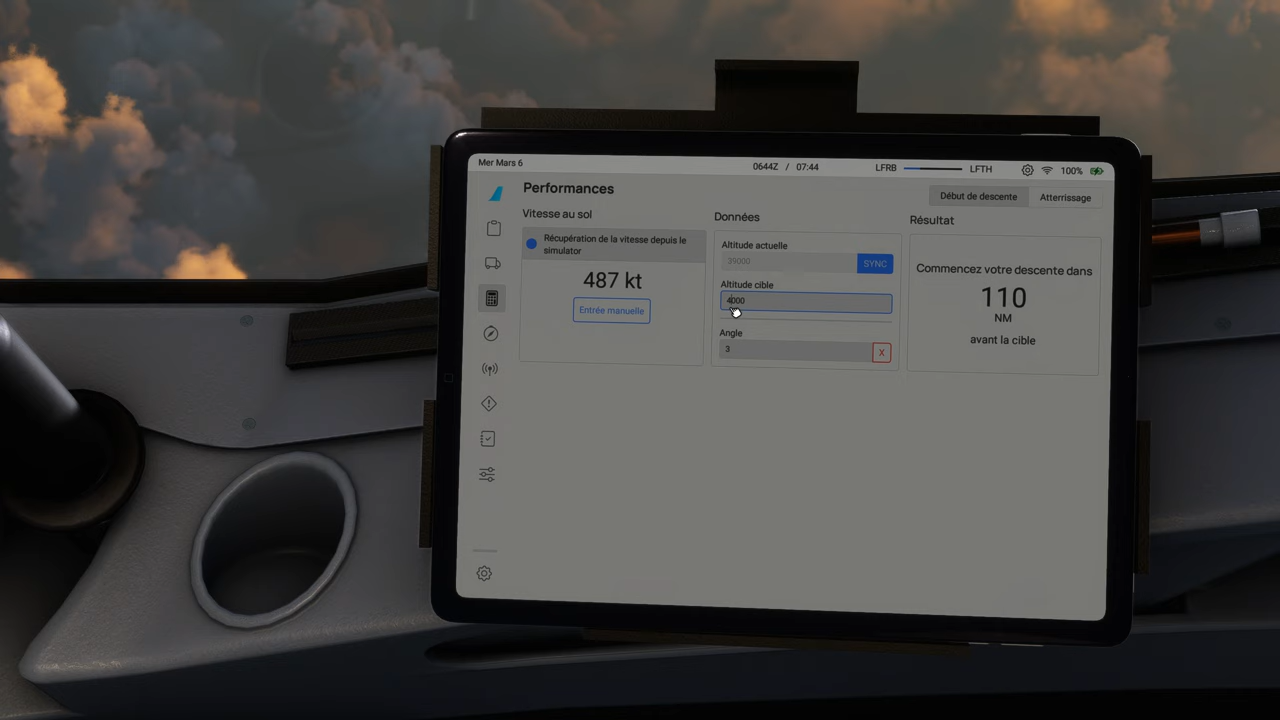 Mer Mars 6
0644Z / 07:44
LFRB
LFTH
100%
Performances
Début de descente
Atterrissage
Vitesse au sol
Récupération de la vitesse depuis le
simulator
487 kt
Entrée manuelle
Données
Altitude actuelle
39000
SYNC
Altitude cible
4000
Angle
3
X
Résultat
Commencez votre descente dans
110
NM
avant la cible